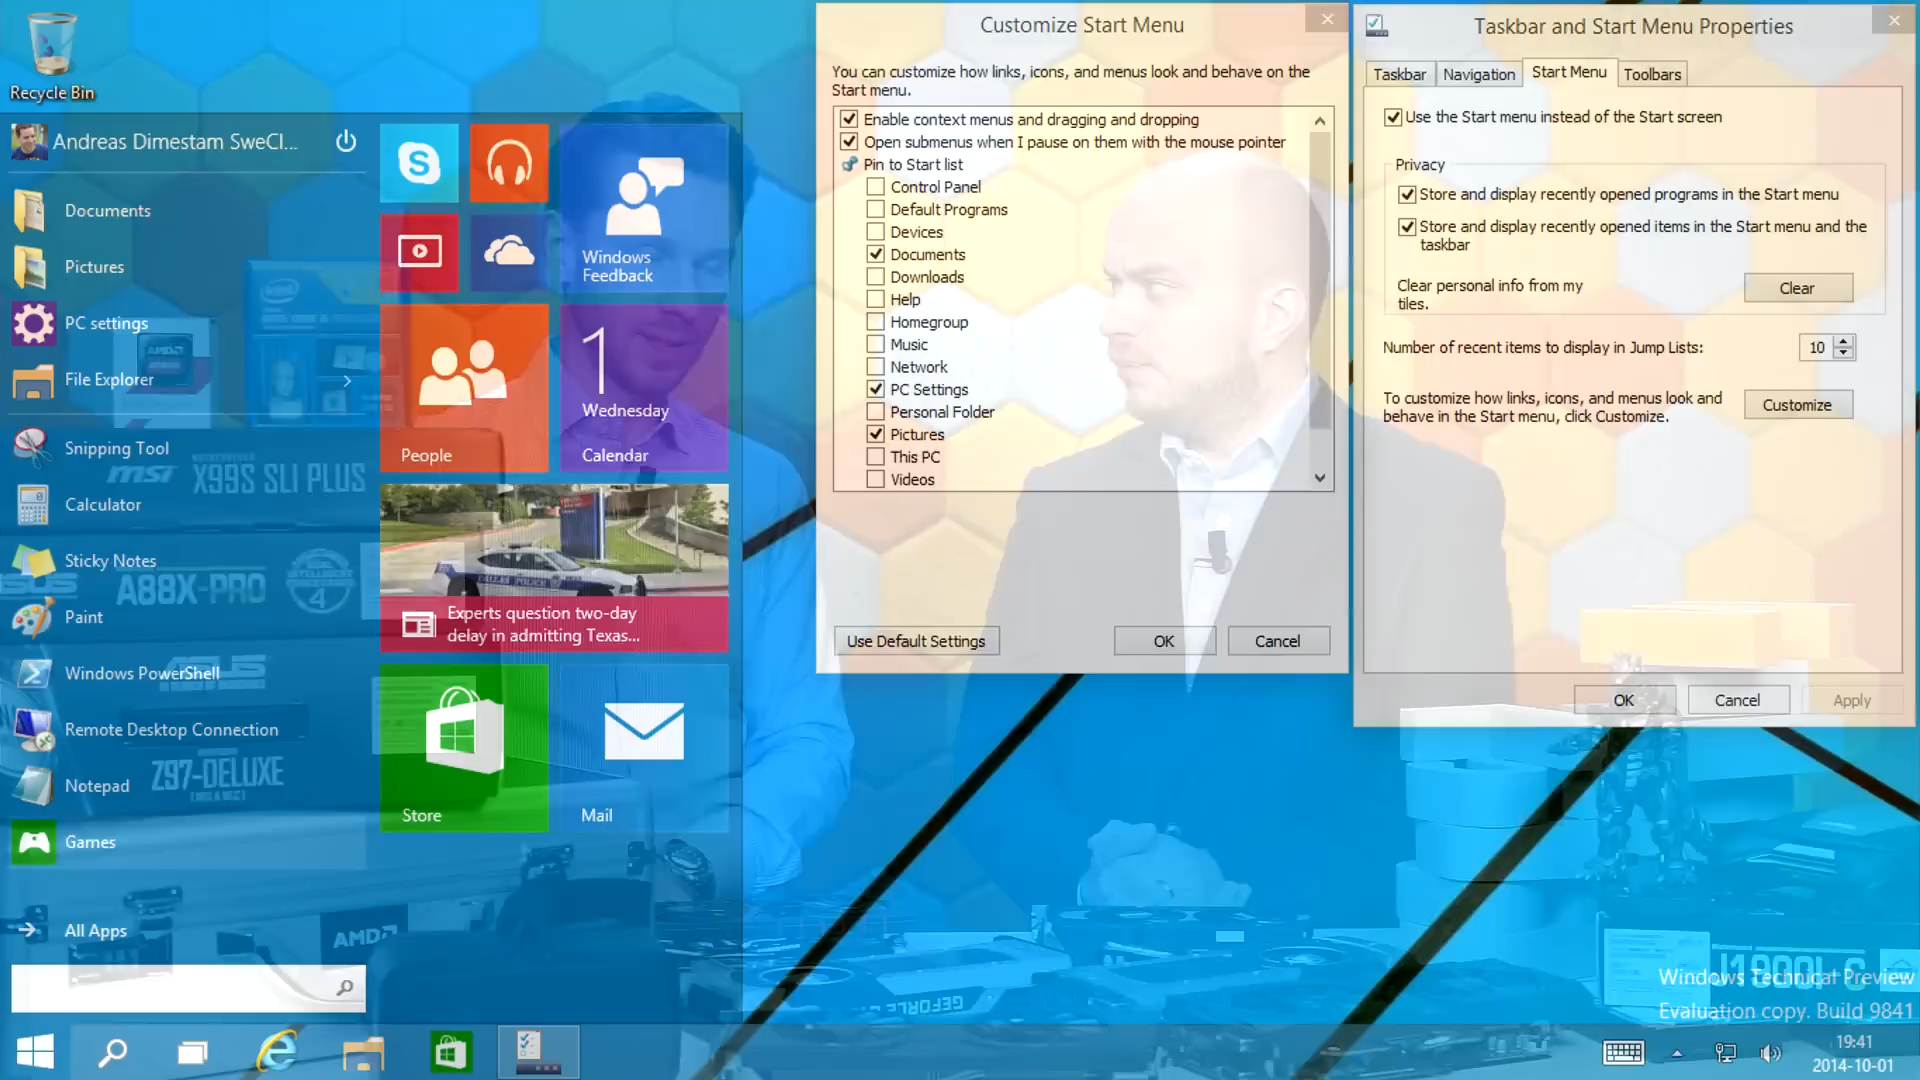 Recycle Bin
Andreas Dimestam SweCl...
Documents
Pictures
PC settings
File Explorer
Snipping Tool
Calculator
Sticky Notes
Paint
Windows PowerShell
Remote Desktop Connection
Notepad
Games
All Apps
Windows
Feedback
People
1
Wednesday
Calendar
DALLAS POLICE
Experts question two-day
delay in admitting Texas...
Store
Mail
intel
AMD
msi X99S SLI PLUS
ASUS A88X-PRO
4
ASUS
Z97-DELUXE
AMD
GEFORCE
Customize Start Menu
You can customize how links, icons, and menus look and behave on the
Start menu.
Enable context menus and dragging and dropping
Open submenus when I pause on them with the mouse pointer
Pin to Start list
Control Panel
Default Programs
Devices
Documents
Downloads
Help
Homegroup
Music
Network
PC Settings
Personal Folder
Pictures
This PC
Videos
Use Default Settings
OK
Cancel
Taskbar and Start Menu Properties
Taskbar
Navigation
Start Menu
Toolbars
Use the Start menu instead of the Start screen
Privacy
Store and display recently opened programs in the Start menu
Store and display recently opened items in the Start menu and the
taskbar
Clear personal info from my
tiles.
Clear
Number of recent items to display in Jump Lists:
10
To customize how links, icons, and menus look and
behave in the Start menu, click Customize.
Customize
OK
Cancel
Apply
Windows Technical Preview
Evaluation copy. Build 9841
19:41
2014-10-01